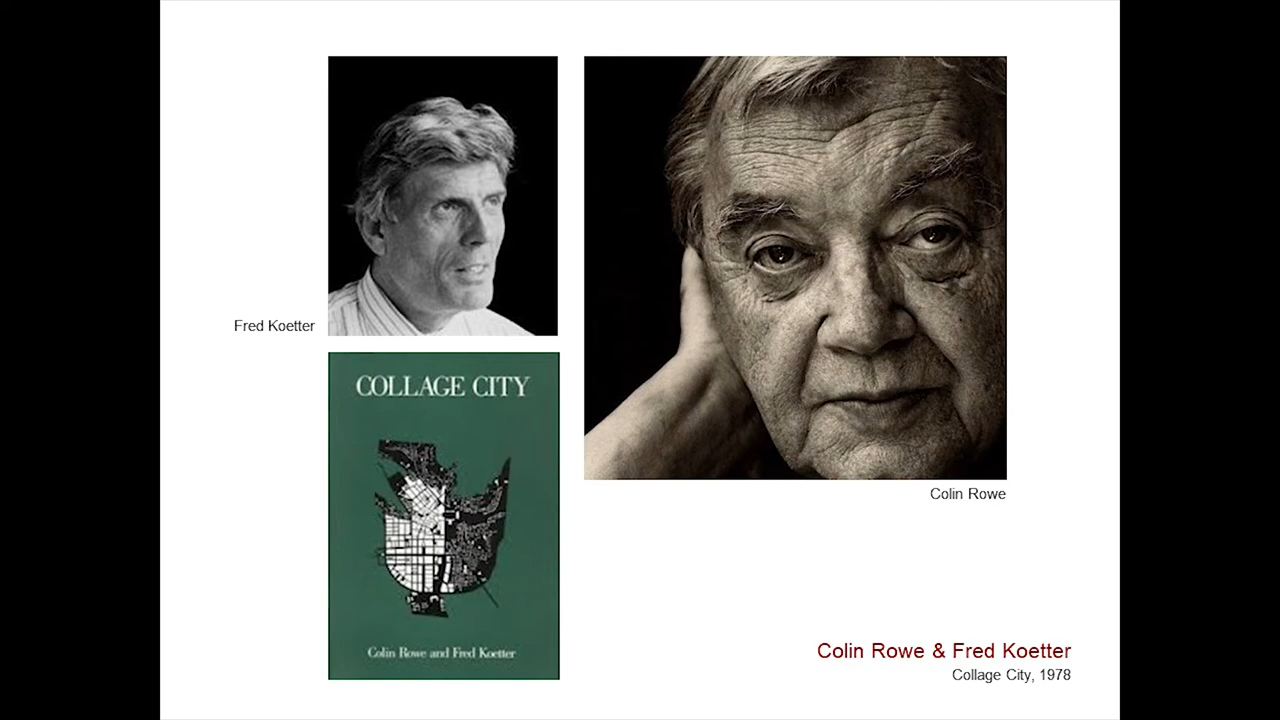 Fred Koetter
COLLAGE CITY
Colin Rowe and Fred Koetter
Colin Rowe
Colin Rowe & Fred Koetter
Collage City, 1978